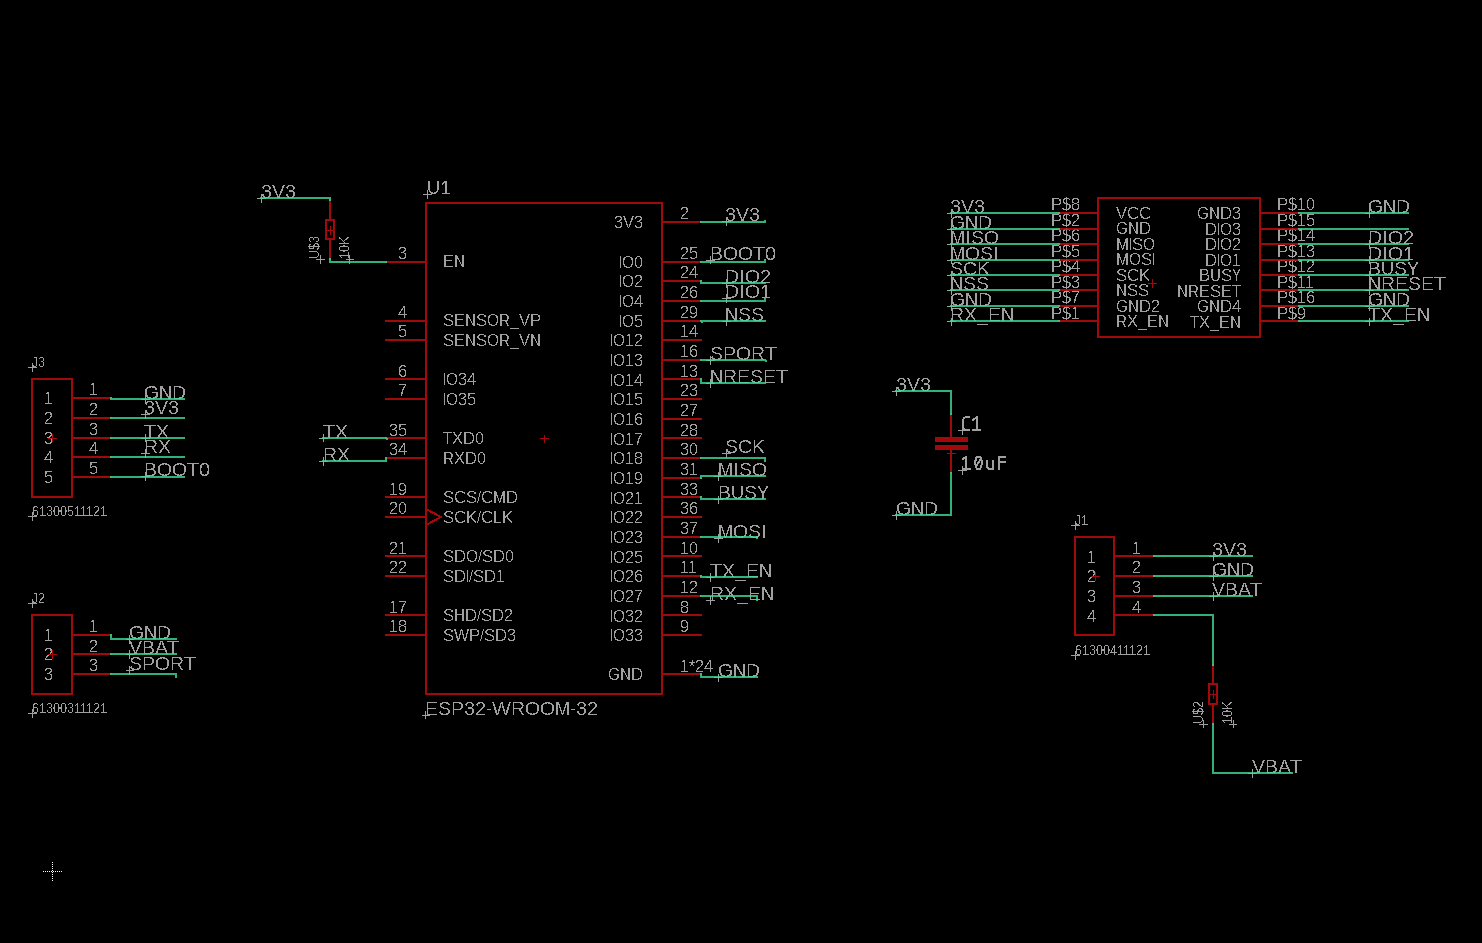 3V3
U$3
10K
U1
3 EN
4 SENSOR_VP
5 SENSOR_VN
6 IO34
7 IO35
TX 35 TXD0
RX 34 RXD0
19 SCS/CMD
20 SCK/CLK
21 SDO/SD0
22 SDI/SD1
17 SHD/SD2
18 SWP/SD3
3V3 2 3V3
IO0 25 BOOT0
IO2 24 DIO2
IO4 26 DIO1
IO5 29 NSS
IO12 14
IO13 16 SPORT
IO14 13 NRESET
IO15 23
IO16 27
IO17 28
IO18 30 SCK
IO19 31 MISO
IO21 33 BUSY
IO22 36
IO23 37 MOSI
IO25 10
IO26 11 TX_EN
IO27 12 RX_EN
IO32 8
IO33 9
GND 1*24 GND
ESP32-WROOM-32
J3
1 1 GND
2 2 3V3
3 3 TX
4 4 RX
5 5 BOOT0
61300511121
J2
1 1 GND
2 2 VBAT
3 3 SPORT
61300311121
3V3 P$8 VCC
GND P$2 GND
MISO P$6 MISO
MOSI P$5 MOSI
SCK P$4 SCK
NSS P$3 NSS
GND P$7 GND2
RX_EN P$1 RX_EN
GND3 P$10 GND
DIO3 P$15
DIO2 P$14 DIO2
DIO1 P$13 DIO1
BUSY P$12 BUSY
NRESET P$11 NRESET
GND4 P$16 GND
TX_EN P$9 TX_EN
3V3
C1
10uF
GND
J1
1 1 3V3
2 2 GND
3 3 VBAT
4 4
61300411121
U$2
10K
VBAT